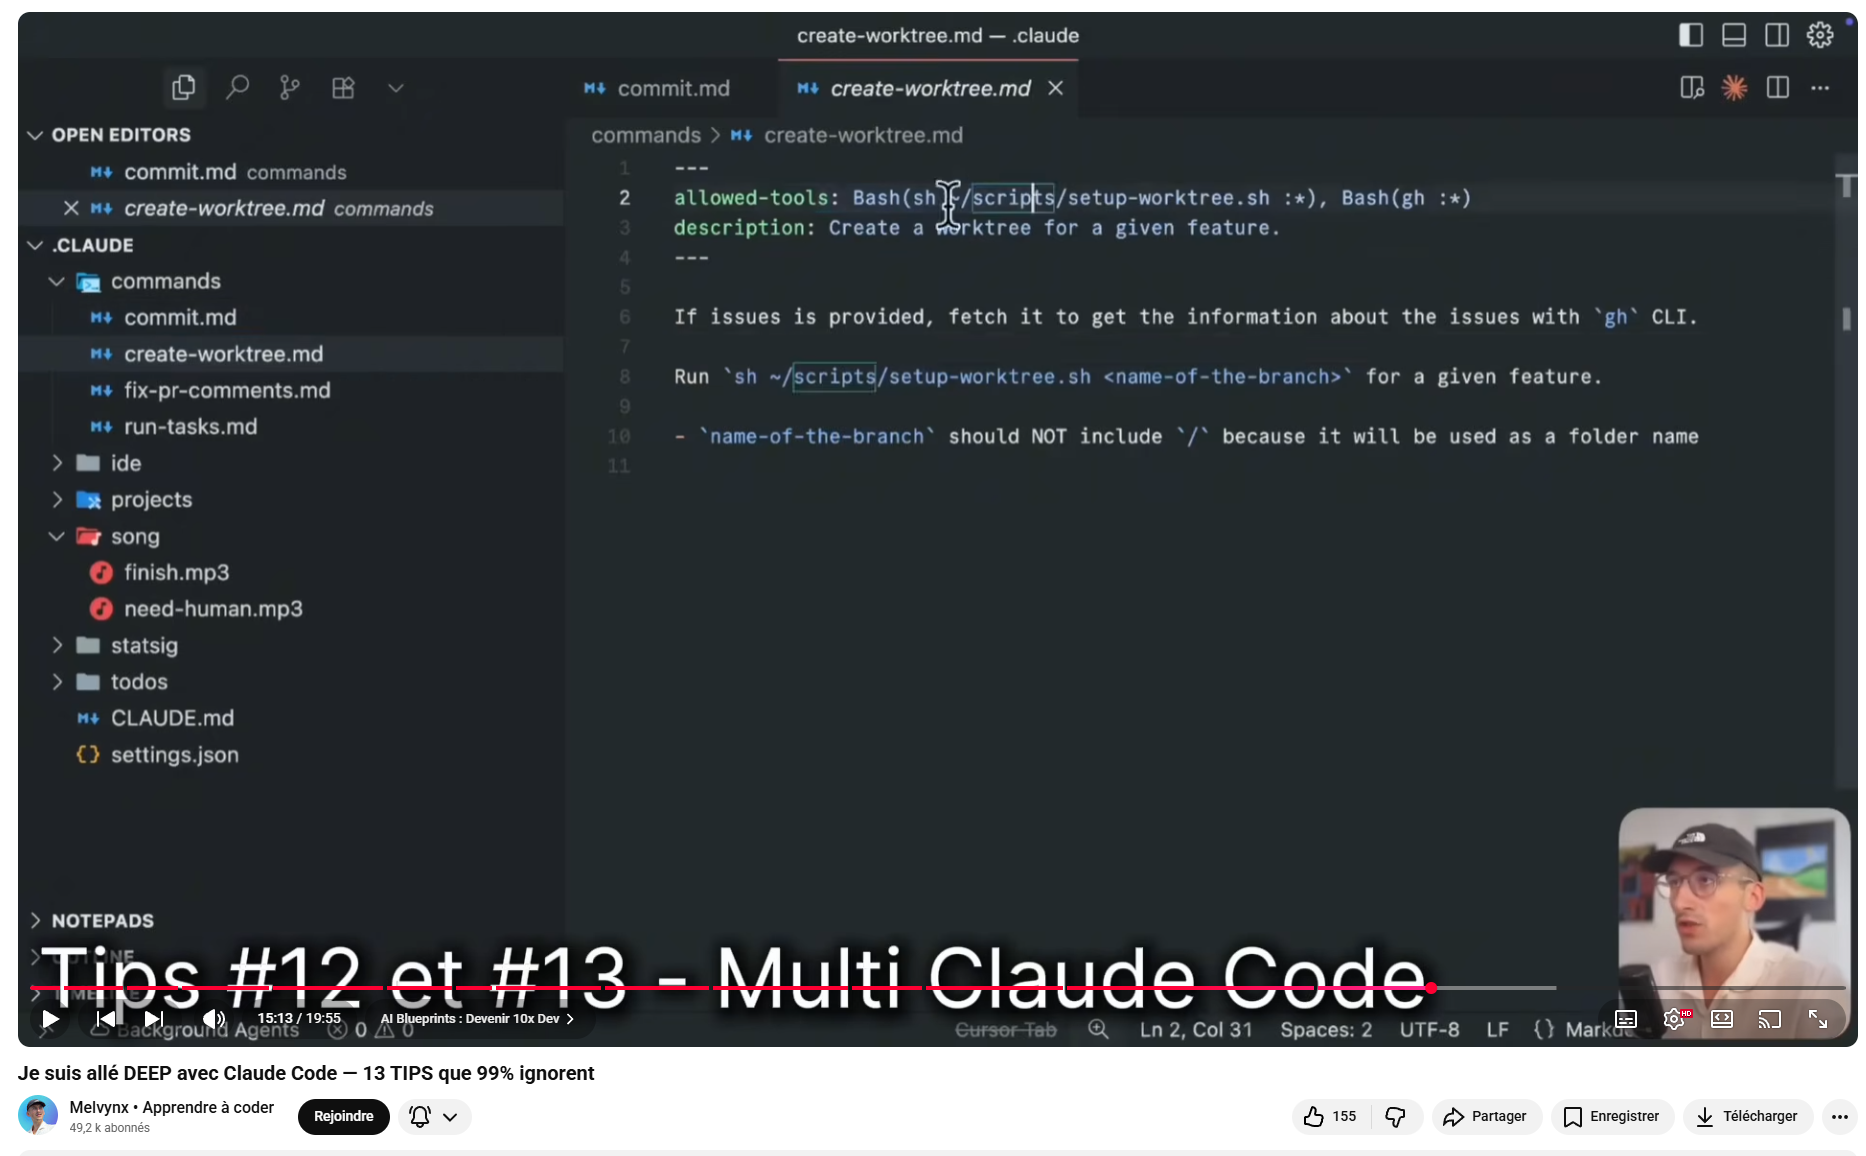 create-worktree.md — .claude
commit.md
create-worktree.md
OPEN EDITORS
commit.md commands
create-worktree.md commands
.CLAUDE
commands
commit.md
create-worktree.md
fix-pr-comments.md
run-tasks.md
ide
projects
song
finish.mp3
need-human.mp3
statsig
todos
CLAUDE.md
settings.json
NOTEPADS
OUTLINE
TIMELINE
commands > create-worktree.md
1 ---
2 allowed-tools: Bash(sh ~/scripts/setup-worktree.sh :*), Bash(gh :*)
3 description: Create a worktree for a given feature.
4 ---
5
6 If issues is provided, fetch it to get the information about the issues with `gh` CLI.
7
8 Run `sh ~/scripts/setup-worktree.sh <name-of-the-branch>` for a given feature.
9
10 - `name-of-the-branch` should NOT include `/` because it will be used as a folder name
11
Tips #12 et #13 - Multi Claude Code
15:13 / 19:55
AI Blueprints : Devenir 10x Dev
HD
Background Agents 0 0
Cursor Tab
Ln 2, Col 31
Spaces: 2
UTF-8
LF
{}
Je suis allé DEEP avec Claude Code — 13 TIPS que 99% ignorent
Melvynx • Apprendre à coder
49,2 k abonnés
Rejoindre
155
Partager
Enregistrer
Télécharger